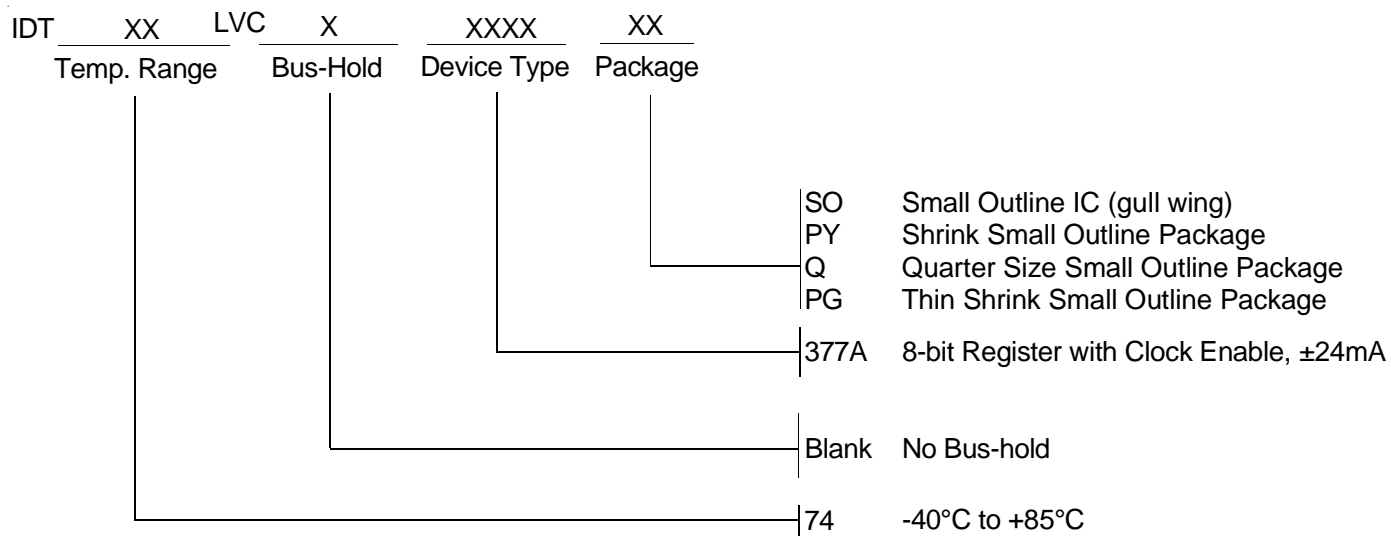 IDT XX LVC X XXXX XX
Temp. Range Bus-Hold Device Type Package
SO Small Outline IC (gull wing)
PY Shrink Small Outline Package
Q Quarter Size Small Outline Package
PG Thin Shrink Small Outline Package
377A 8-bit Register with Clock Enable, ±24mA
Blank No Bus-hold
74 -40°C to +85°C